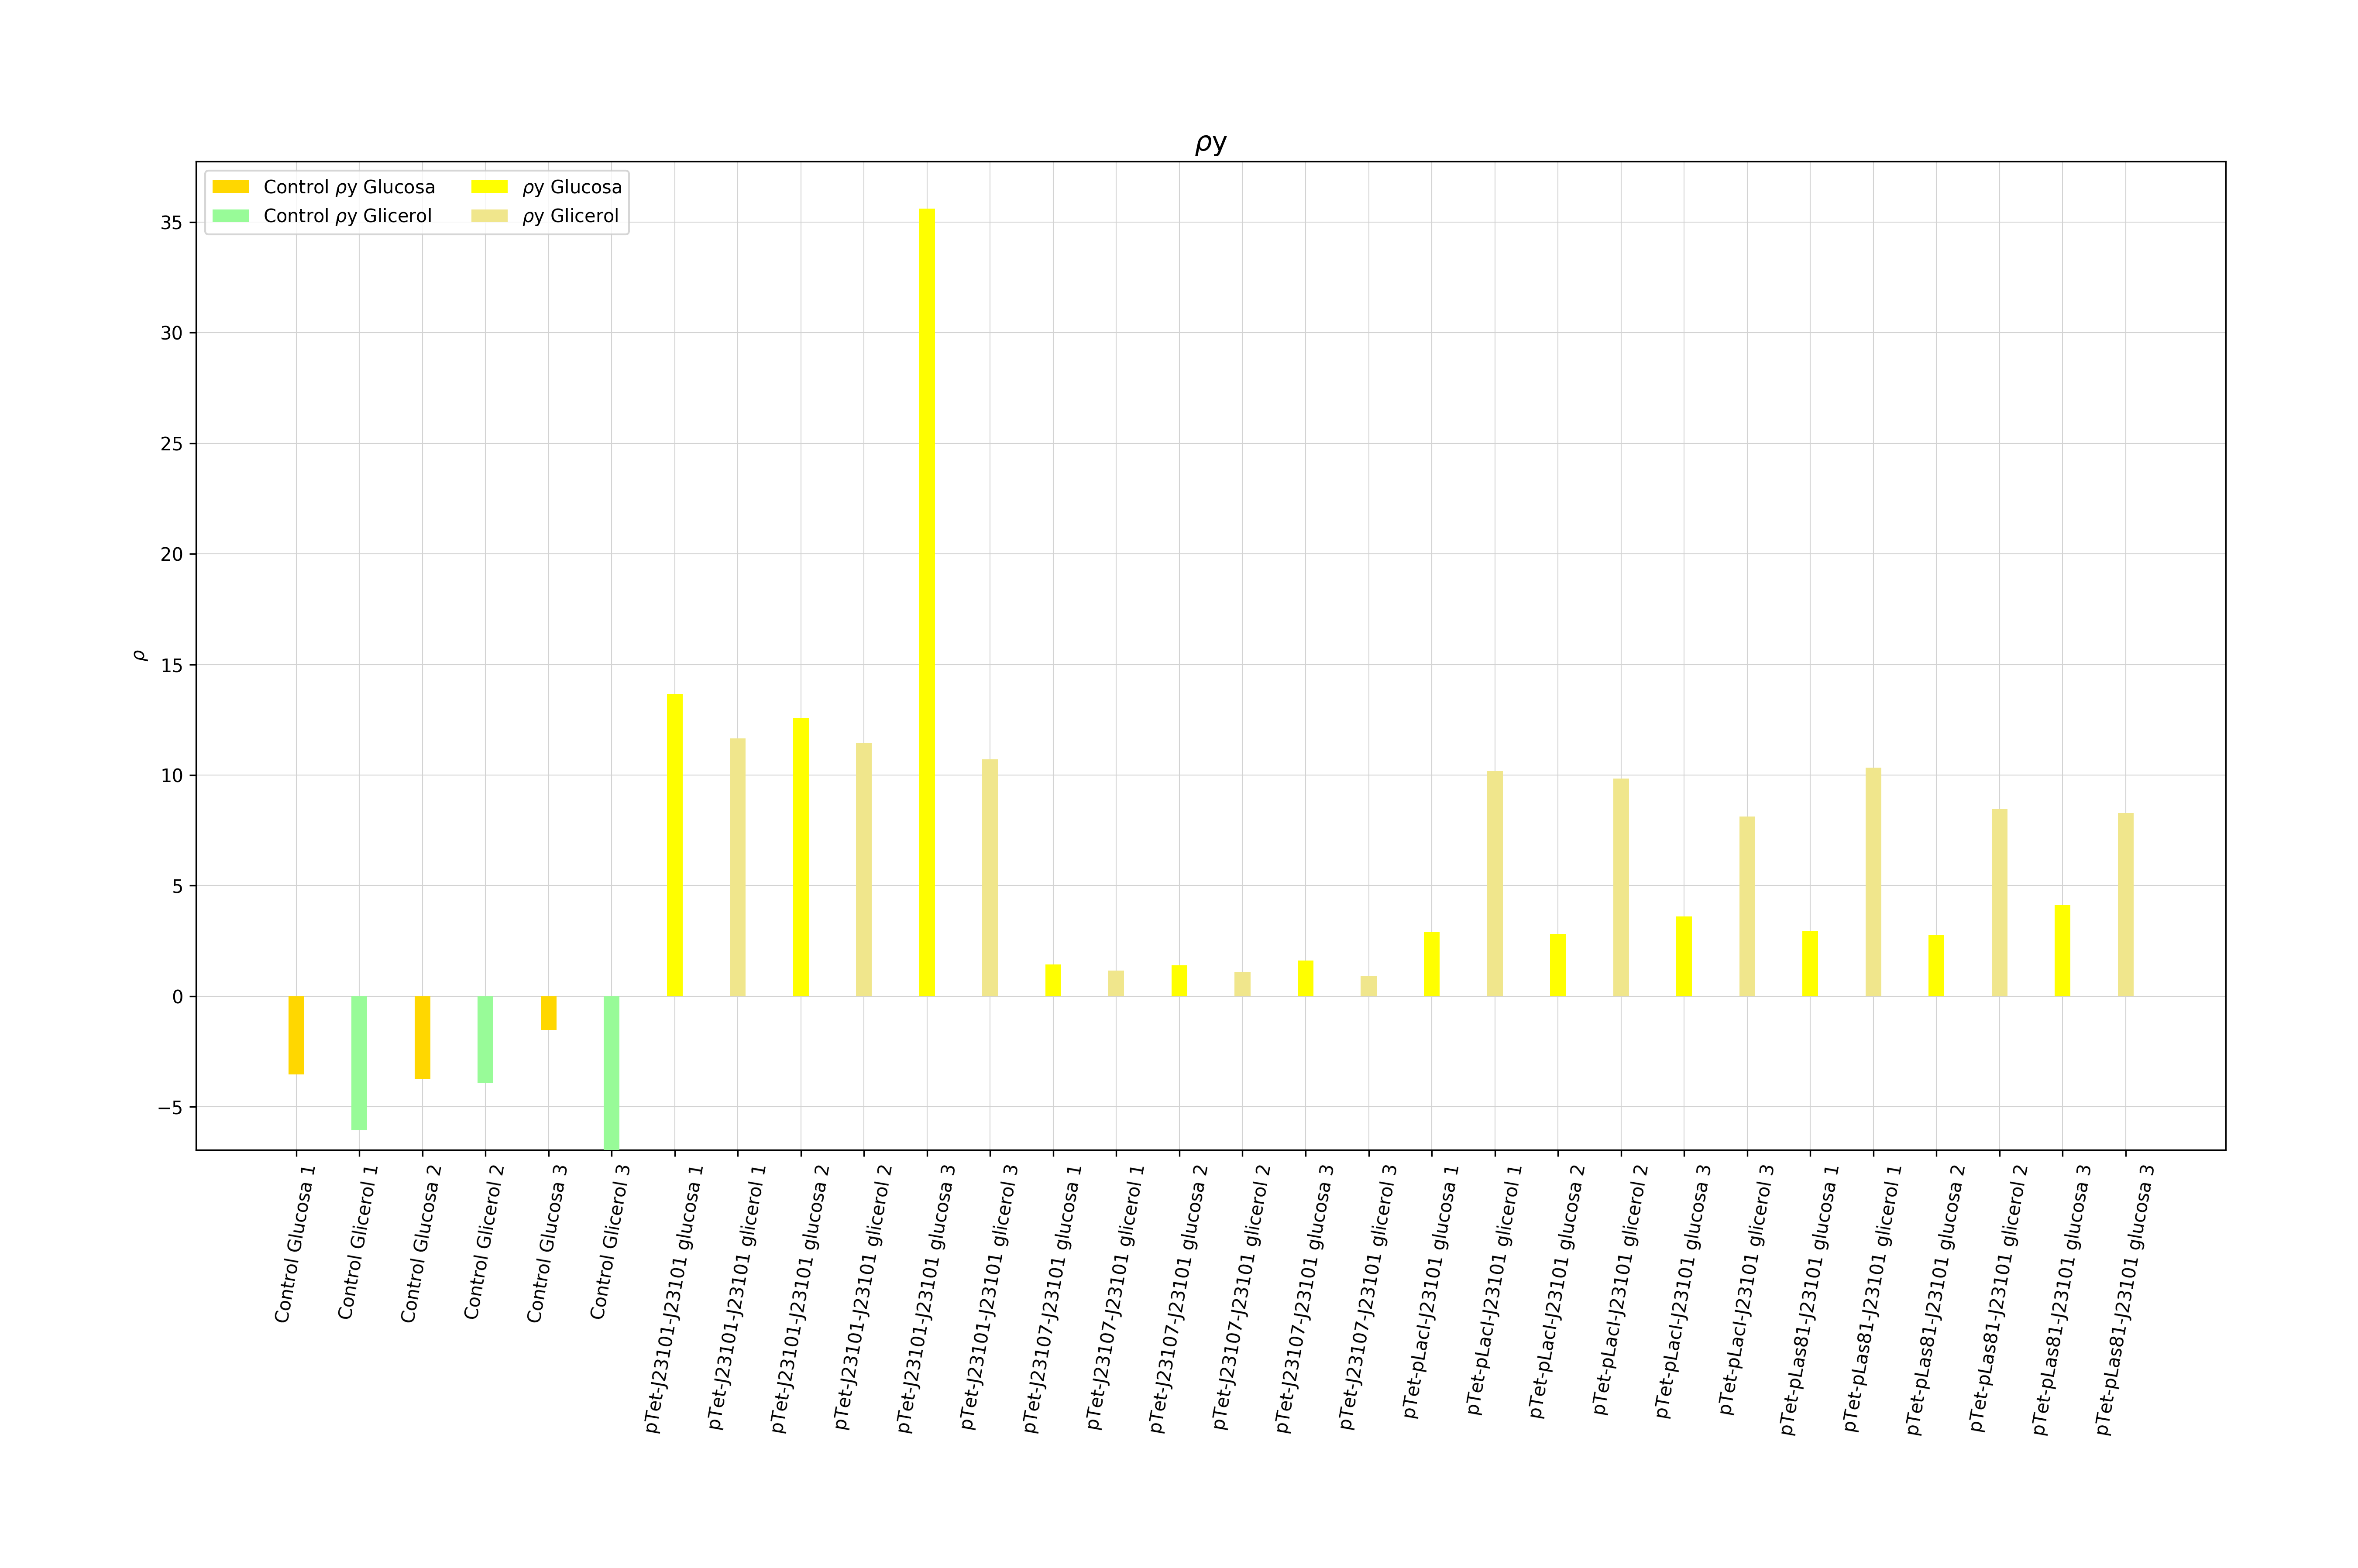 ρy
Control ρy Glucosa
Control ρy Glicerol
ρy Glucosa
ρy Glicerol
ρ
35
30
25
20
15
10
5
0
−5
Control Glucosa 1
Control Glicerol 1
Control Glucosa 2
Control Glicerol 2
Control Glucosa 3
Control Glicerol 3
pTet-J23101-J23101 glucosa 1
pTet-J23101-J23101 glicerol 1
pTet-J23101-J23101 glucosa 2
pTet-J23101-J23101 glicerol 2
pTet-J23101-J23101 glucosa 3
pTet-J23101-J23101 glicerol 3
pTet-J23107-J23101 glucosa 1
pTet-J23107-J23101 glicerol 1
pTet-J23107-J23101 glucosa 2
pTet-J23107-J23101 glicerol 2
pTet-J23107-J23101 glucosa 3
pTet-J23107-J23101 glicerol 3
pTet-pLacI-J23101 glucosa 1
pTet-pLacI-J23101 glicerol 1
pTet-pLacI-J23101 glucosa 2
pTet-pLacI-J23101 glicerol 2
pTet-pLacI-J23101 glucosa 3
pTet-pLacI-J23101 glicerol 3
pTet-pLas81-J23101 glucosa 1
pTet-pLas81-J23101 glicerol 1
pTet-pLas81-J23101 glucosa 2
pTet-pLas81-J23101 glicerol 2
pTet-pLas81-J23101 glucosa 3
pTet-pLas81-J23101 glucosa 3